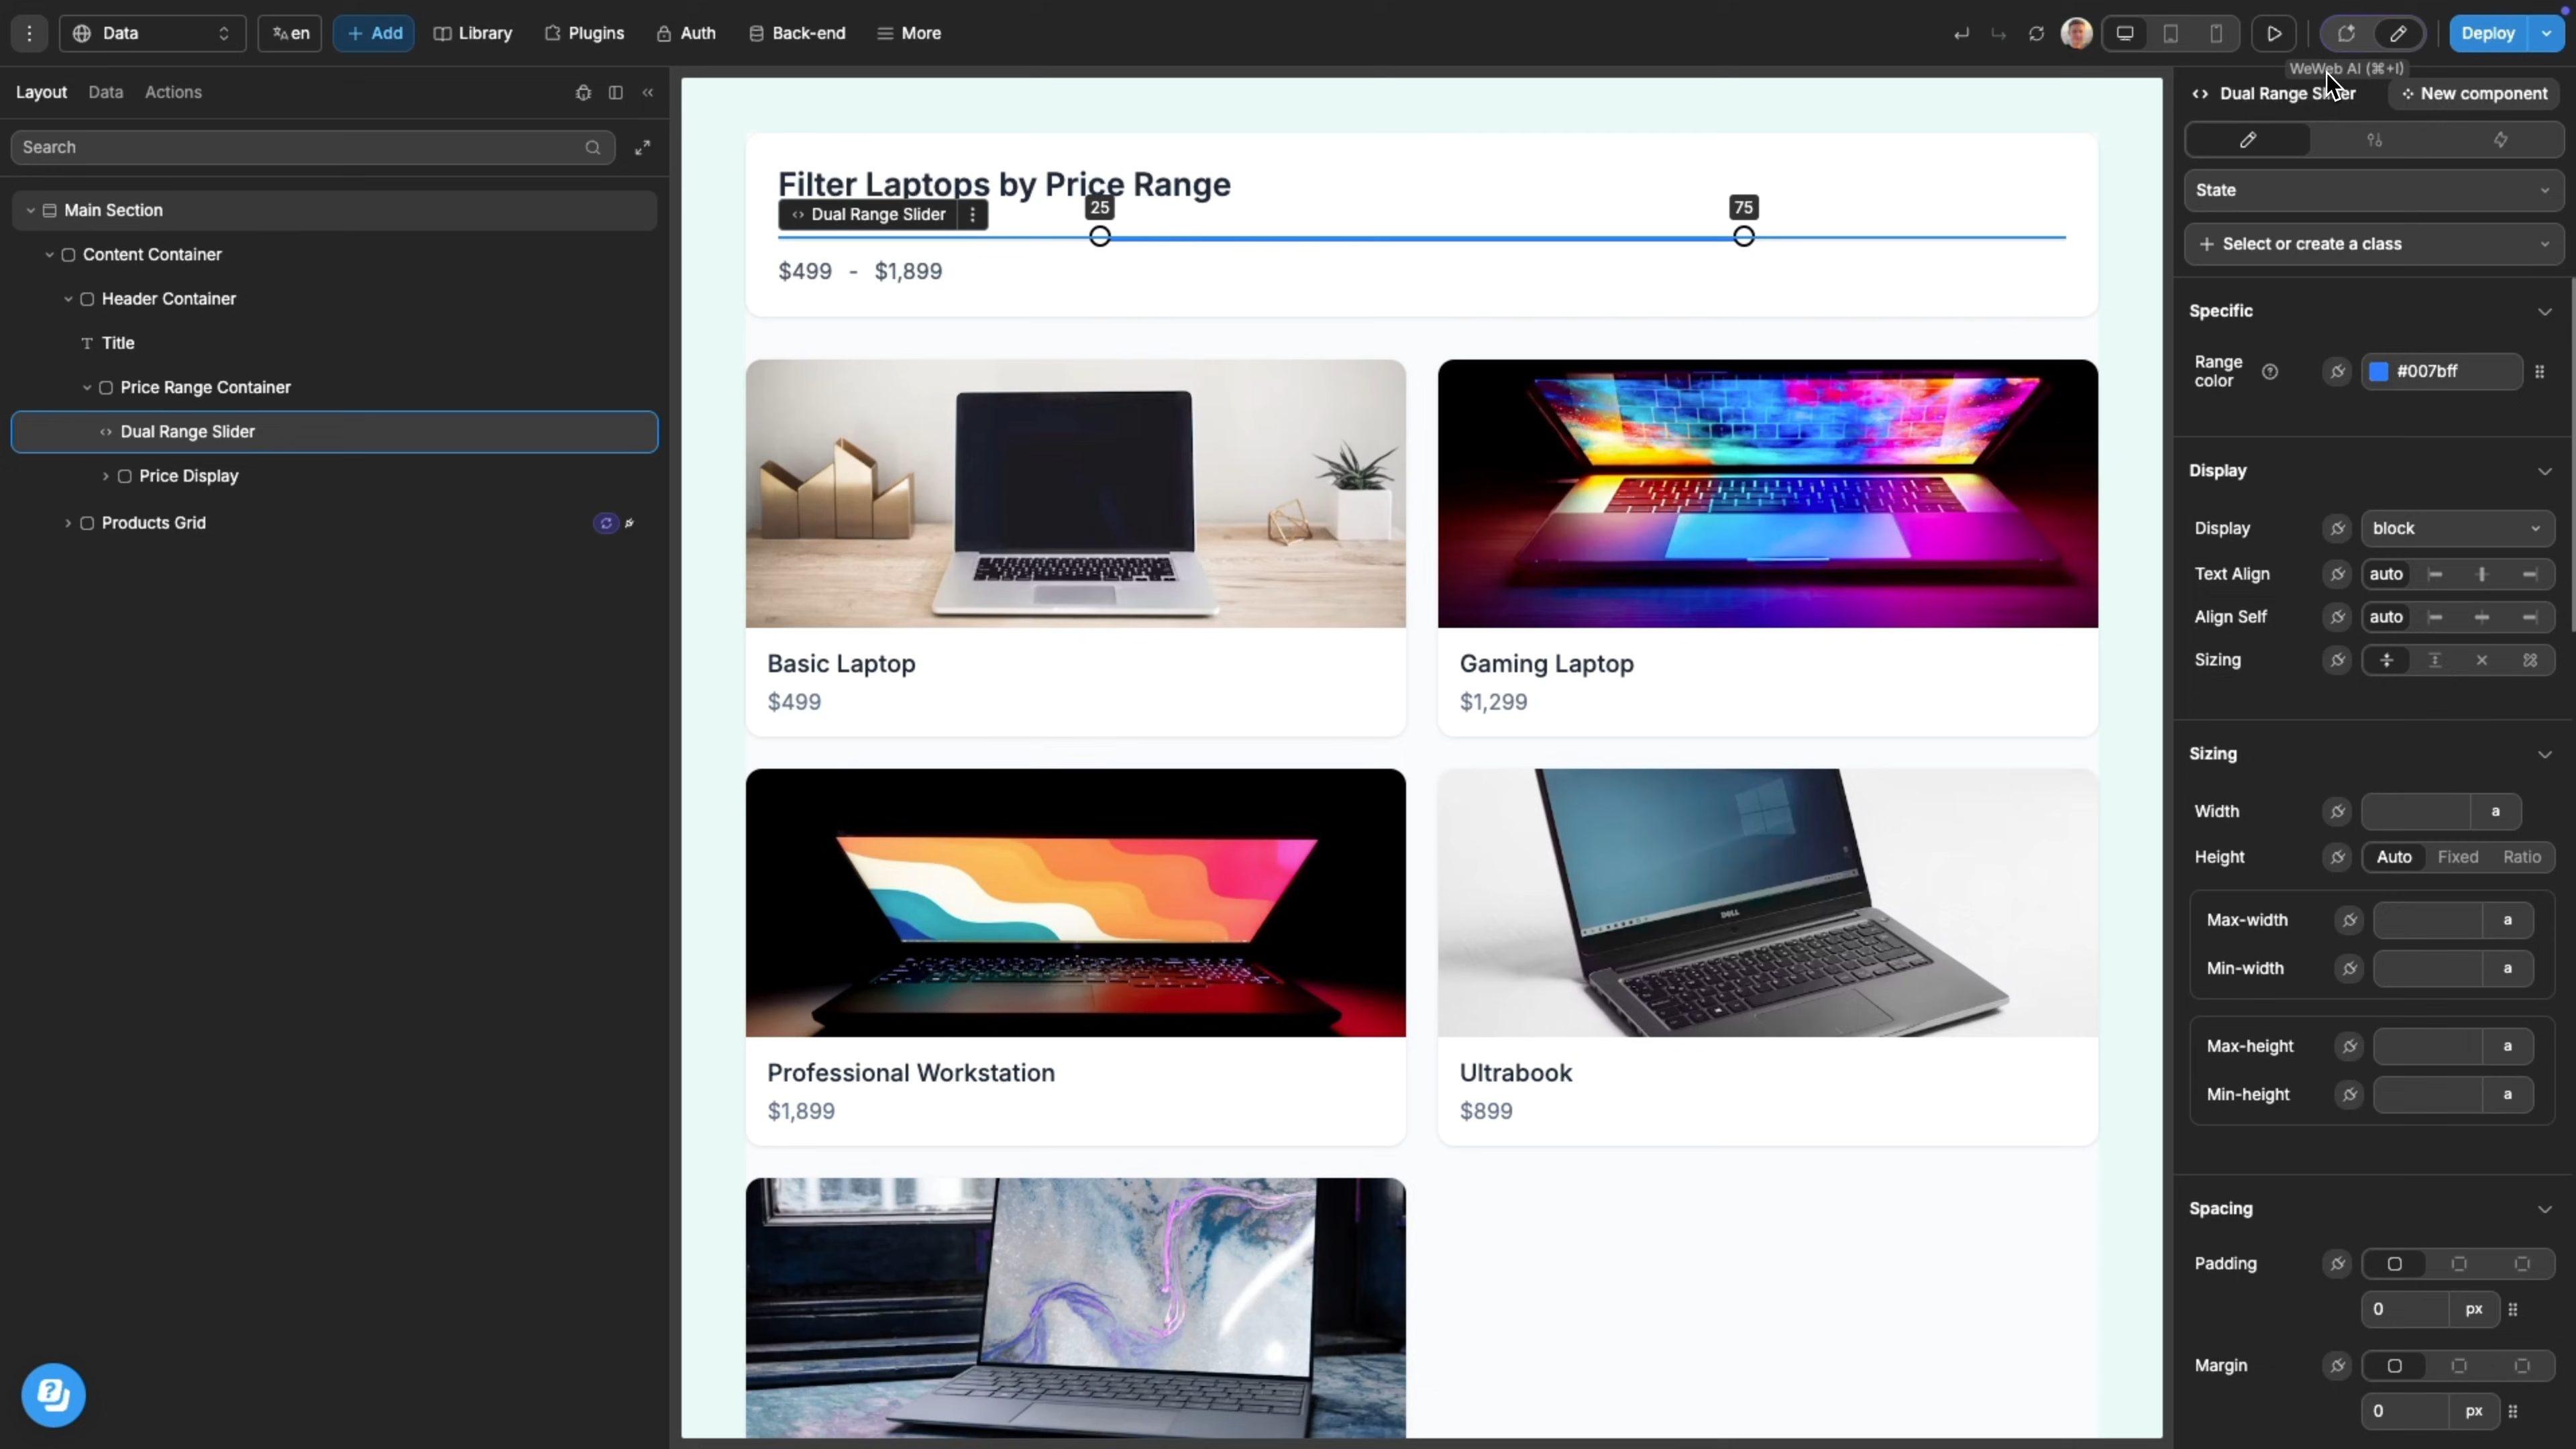 Data
en
+ Add
Library
Plugins
Auth
Back-end
More
Deploy
WeWeb AI (⌘+I)
Layout
Data
Actions
Search
Main Section
Content Container
Header Container
Title
Price Range Container
Dual Range Slider
Price Display
Products Grid
Filter Laptops by Price Range
Dual Range Slider
25
75
$499 - $1,899
Basic Laptop
$499
Gaming Laptop
$1,299
Professional Workstation
$1,899
DELL
Ultrabook
$899
Dual Range Slider
New component
State
+ Select or create a class
Specific
Range
color
#007bff
Display
Display
block
Text Align
auto
Align Self
auto
Sizing
Sizing
Width
a
Height
Auto
Fixed
Ratio
Max-width
a
Min-width
a
Max-height
a
Min-height
a
Spacing
Padding
0
px
Margin
0
px